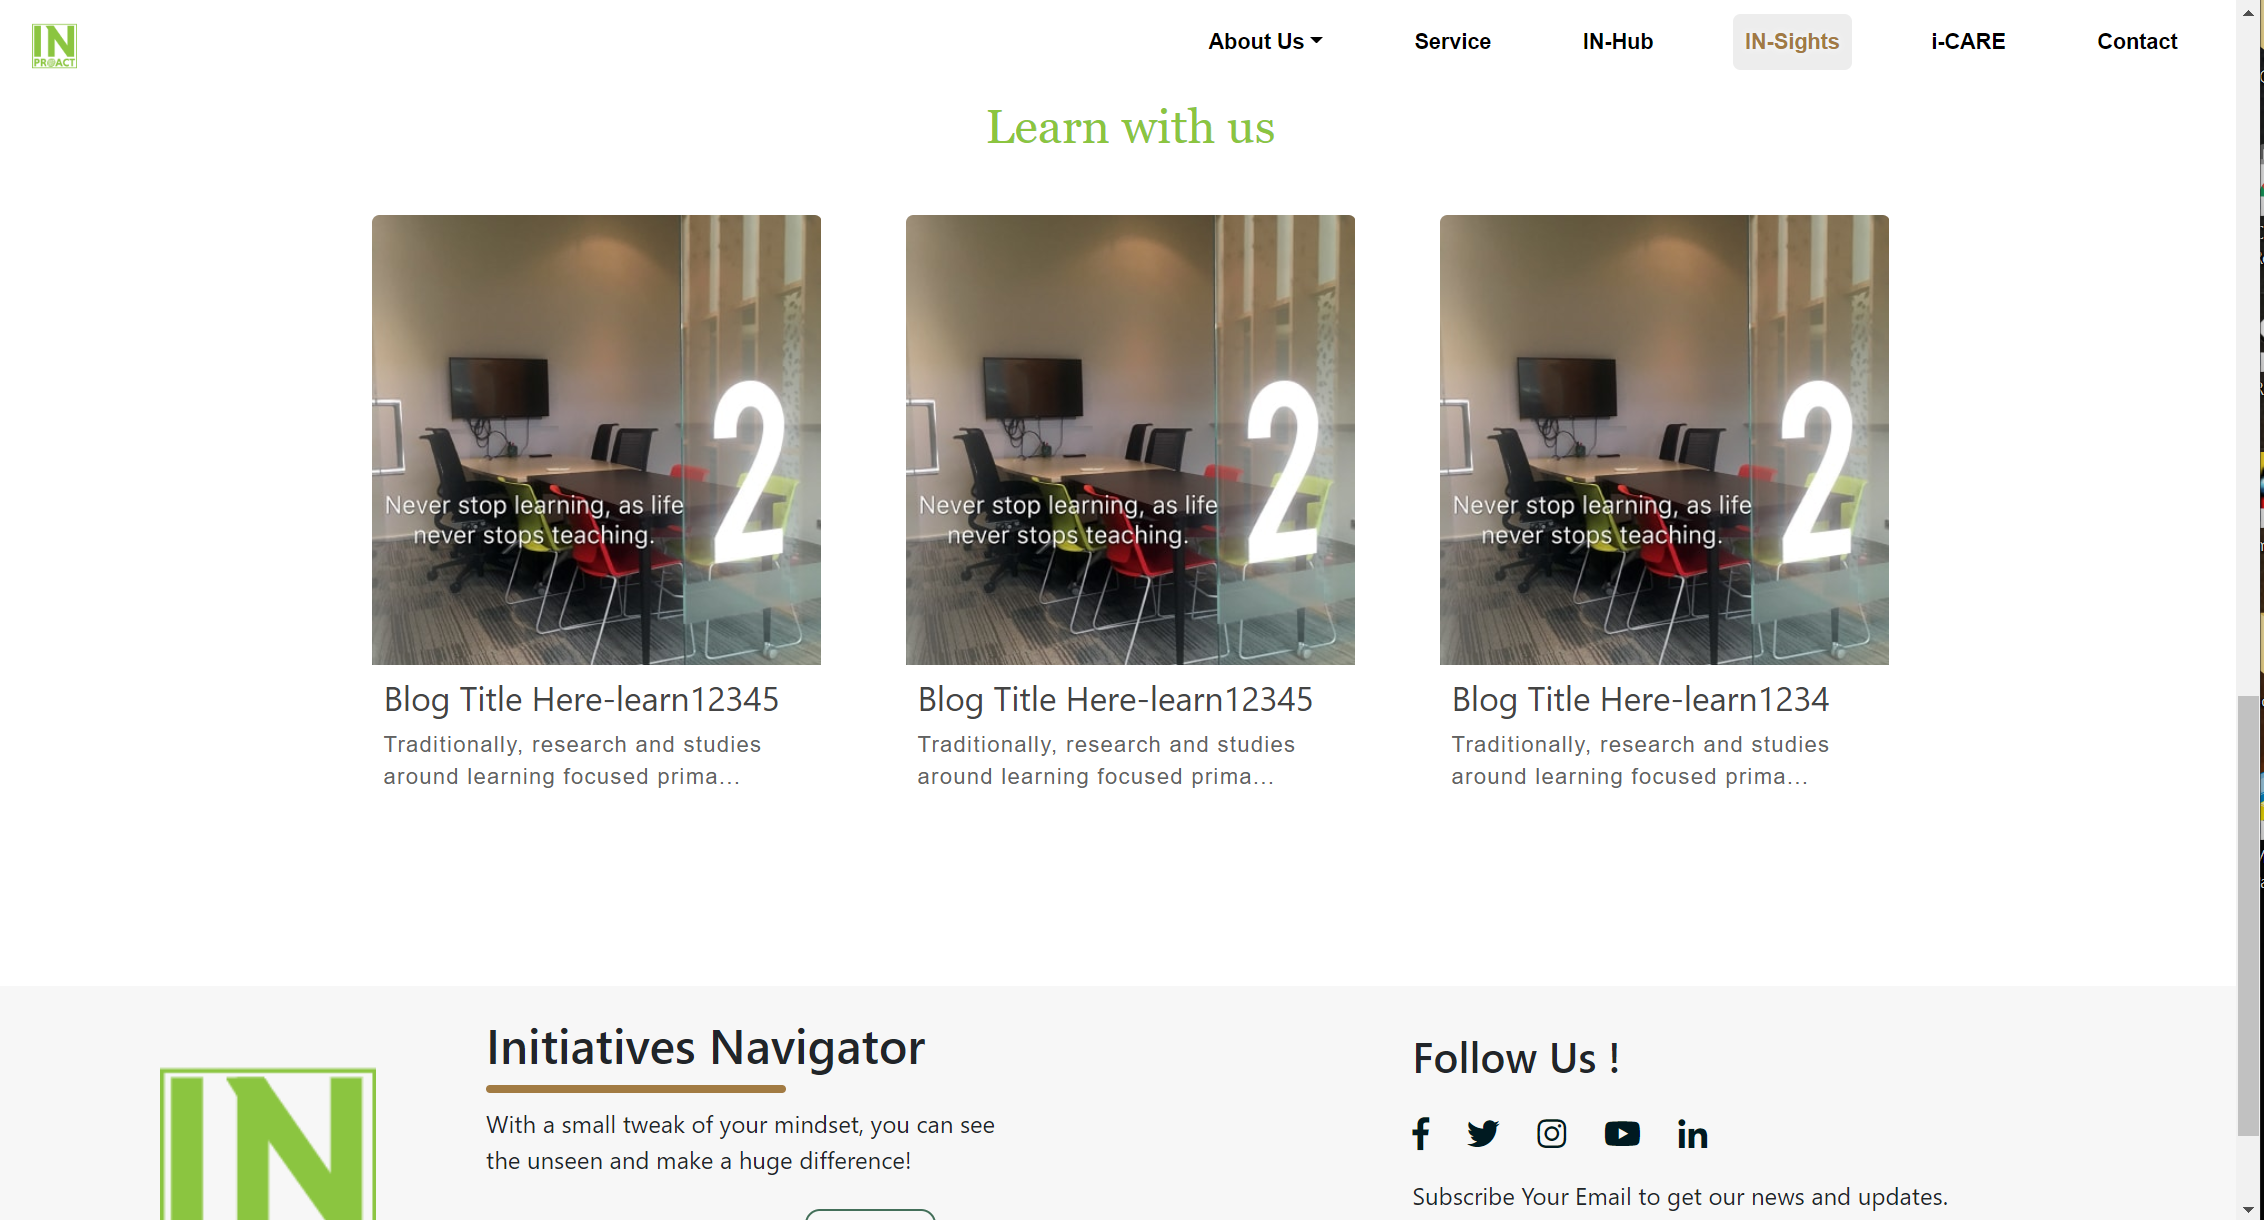 IN
PR@ACT
About Us
Service
IN-Hub
IN-Sights
i-CARE
Contact
Learn with us
2
Never stop learning, as life
never stops teaching.
Blog Title Here-learn12345
Traditionally, research and studies
around learning focused prima...
2
Never stop learning, as life
never stops teaching.
Blog Title Here-learn12345
Traditionally, research and studies
around learning focused prima...
2
Never stop learning, as life
never stops teaching.
Blog Title Here-learn1234
Traditionally, research and studies
around learning focused prima...
IN
Initiatives Navigator
With a small tweak of your mindset, you can see
the unseen and make a huge difference!
Follow Us !
Subscribe Your Email to get our news and updates.